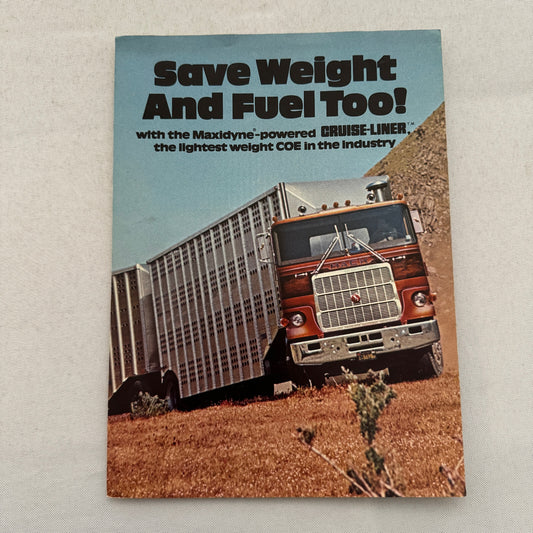 Save Weight
And Fuel Too!
with the Maxidyne®-powered CRUISE-LINER,™
the lightest weight COE in the industry